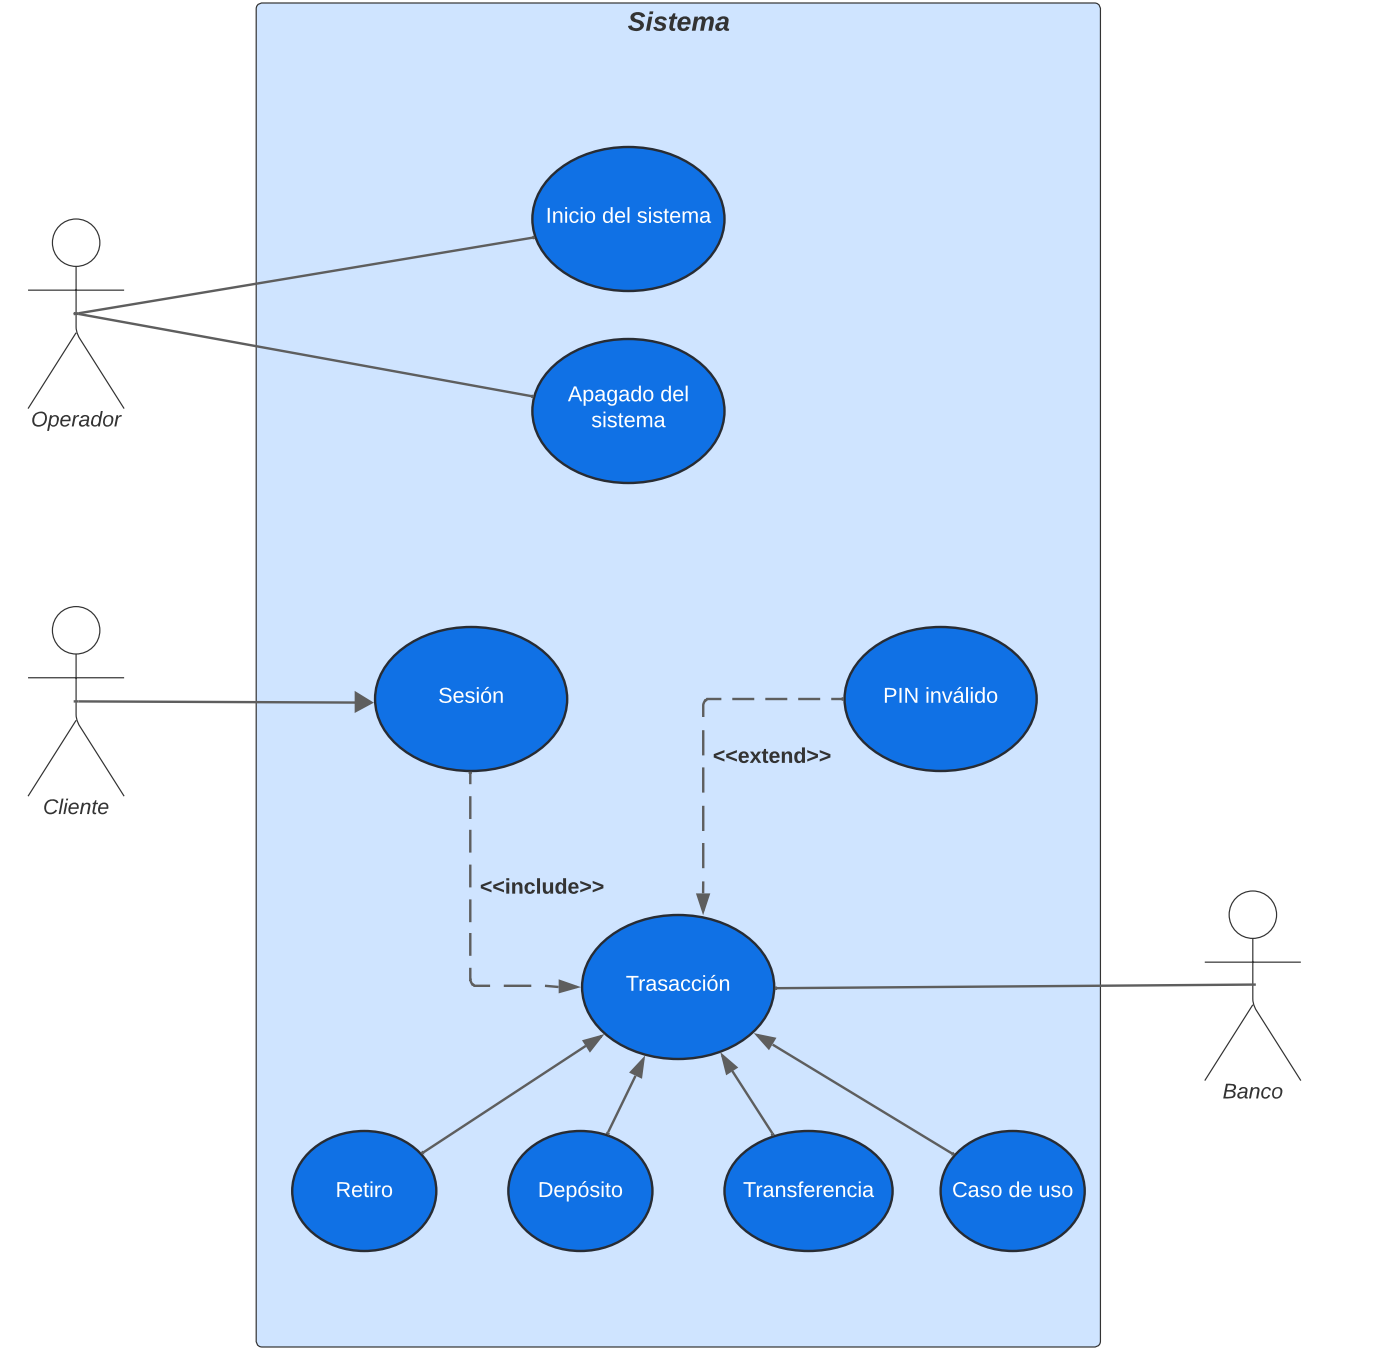 Sistema
Inicio del sistema
Apagado del
sistema
Operador
Sesión
PIN inválido
<<extend>>
Cliente
<<include>>
Trasacción
Banco
Retiro
Depósito
Transferencia
Caso de uso